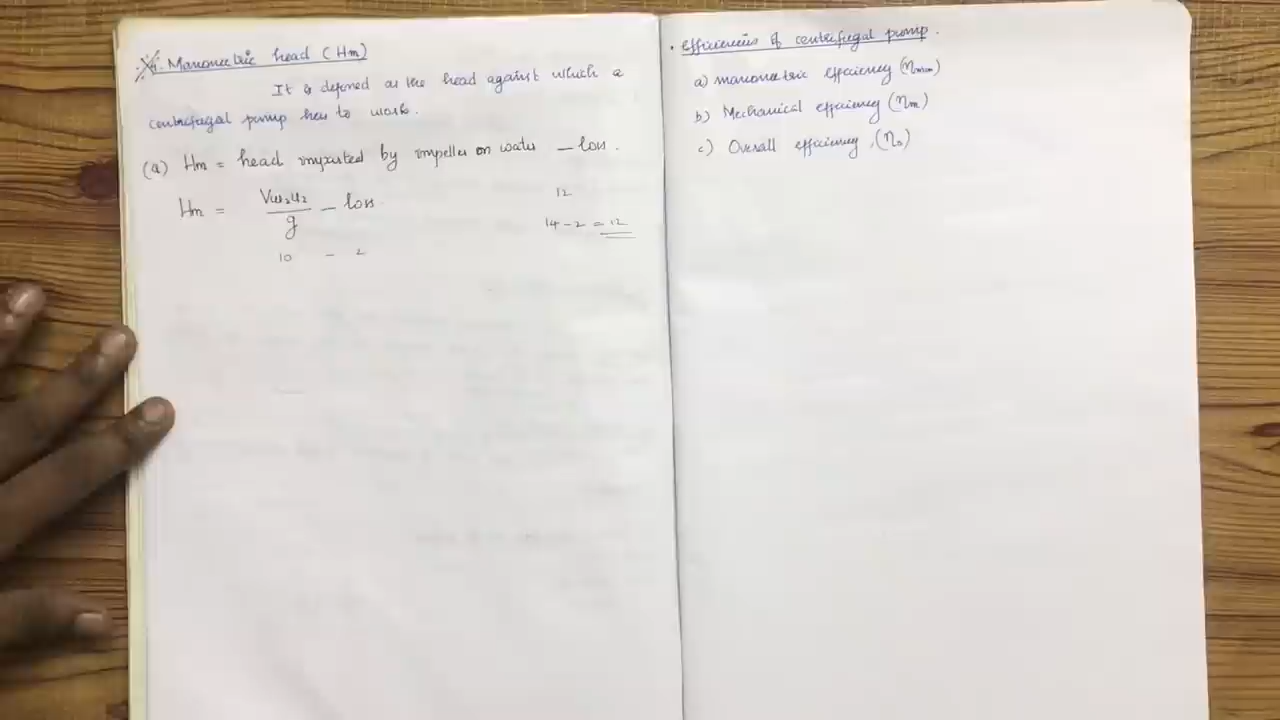 Manometric head (Hm)
It is defined as the head against which a
centrifugal pump has to work.
(a) Hm = head imparted by impeller on water – loss.
Hm = Vw₂u₂/g – loss
10 – 2
12
14 – 2 = 12
• Efficiencies of centrifugal pump.
a) manometric efficiency (ηman)
b) Mechanical efficiency (ηm)
c) Overall efficiency, (ηo)